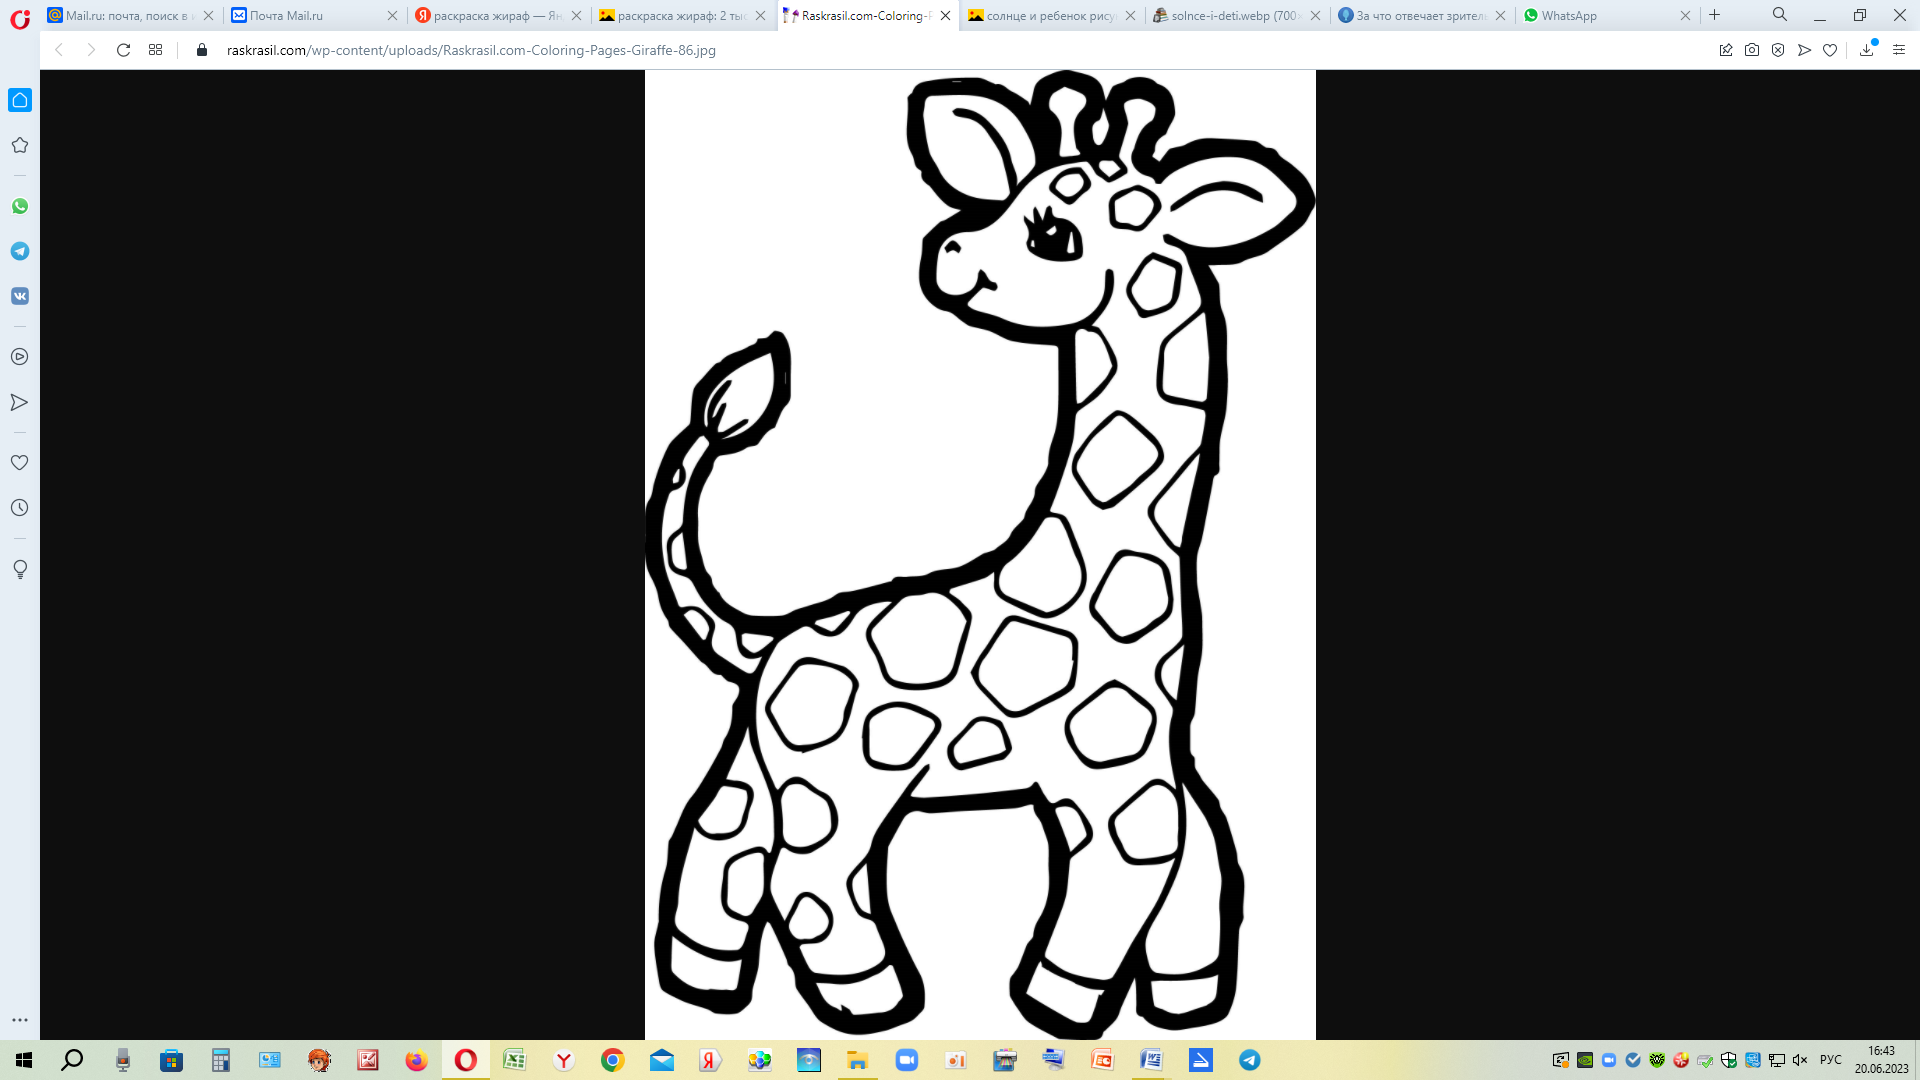 Mail.ru: почта, поиск в и
Почта Mail.ru
раскраска жираф — Ян
раскраска жираф: 2 ты
Raskrasil.com-Coloring-P
солнце и ребенок рису
solnce-i-deti.webp (700×
За что отвечает зрител
WhatsApp
raskrasil.com/wp-content/uploads/Raskrasil.com-Coloring-Pages-Giraffe-86.jpg
РУС
16:43
20.06.2023